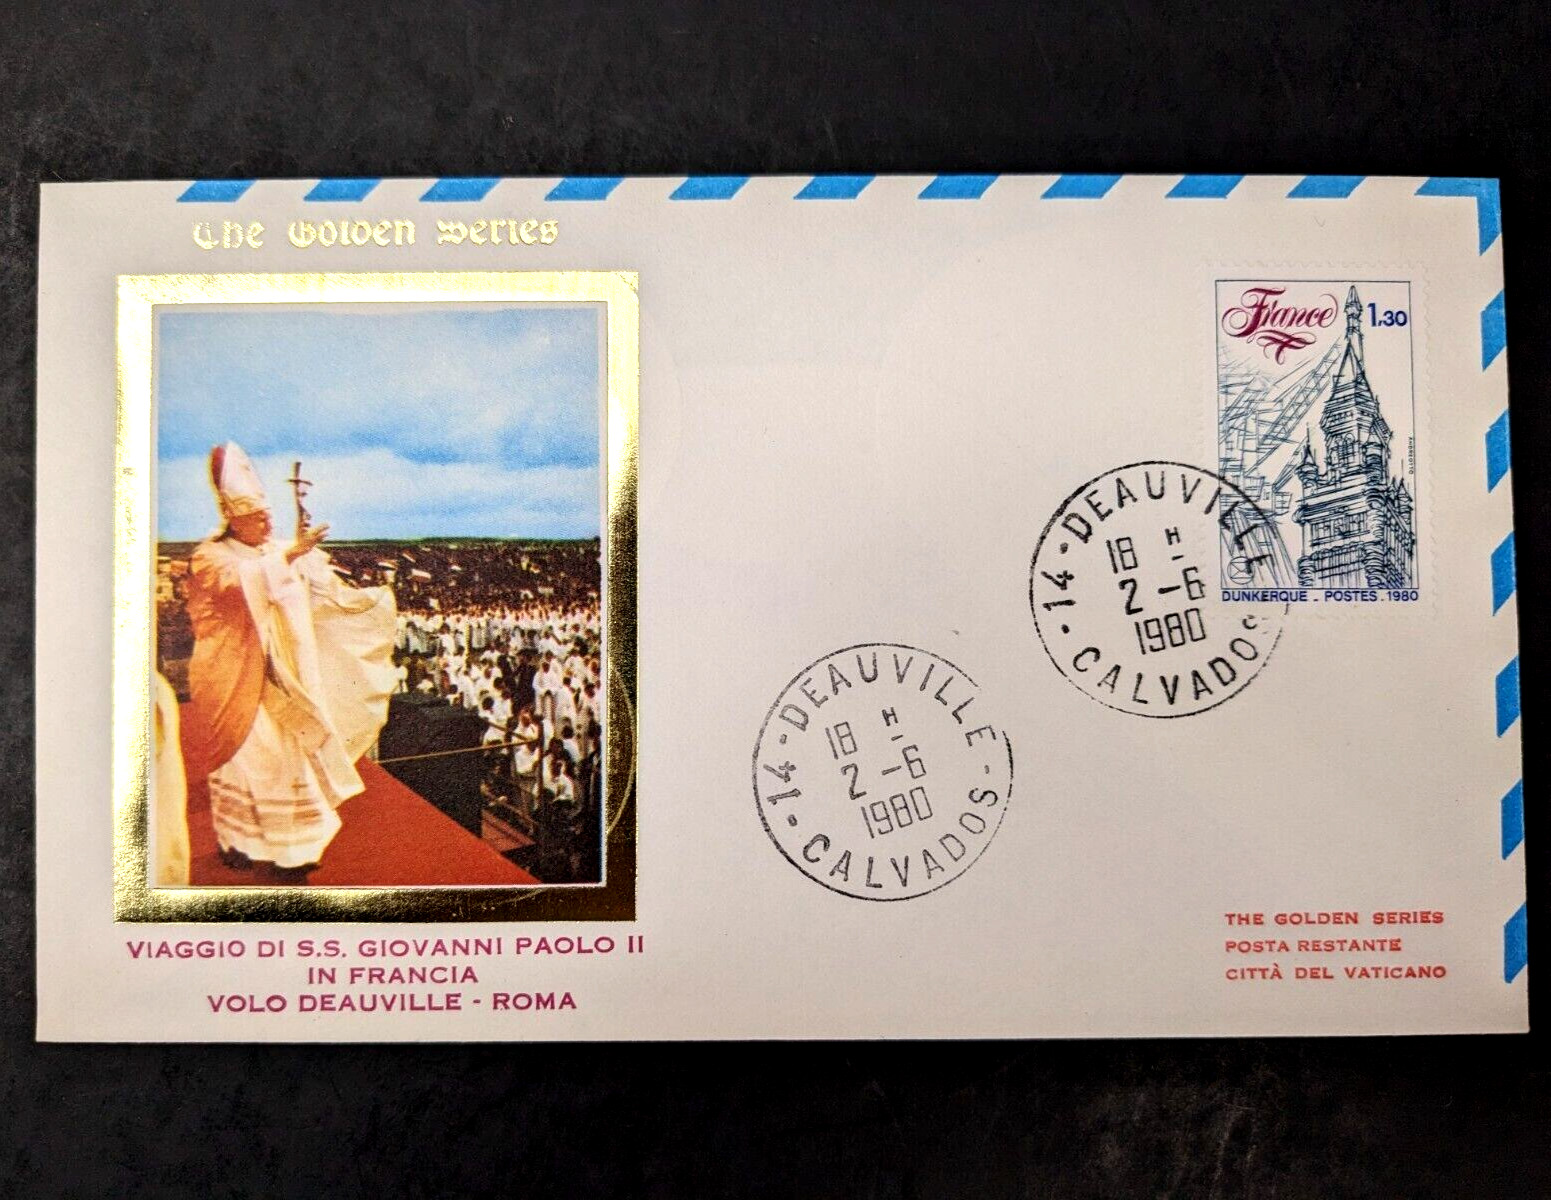 The Golden Series
France 1,30
ANDREOTTO
DUNKERQUE - POSTES . 1980
14 · DEAUVILLE
18 H -
2 - 6
1980
CALVADOS
14 · DEAUVILLE -
18 H -
2 - 6
1980
CALVADOS
VIAGGIO DI S.S. GIOVANNI PAOLO II
IN FRANCIA
VOLO DEAUVILLE - ROMA
THE GOLDEN SERIES
POSTA RESTANTE
CITTÀ DEL VATICANO